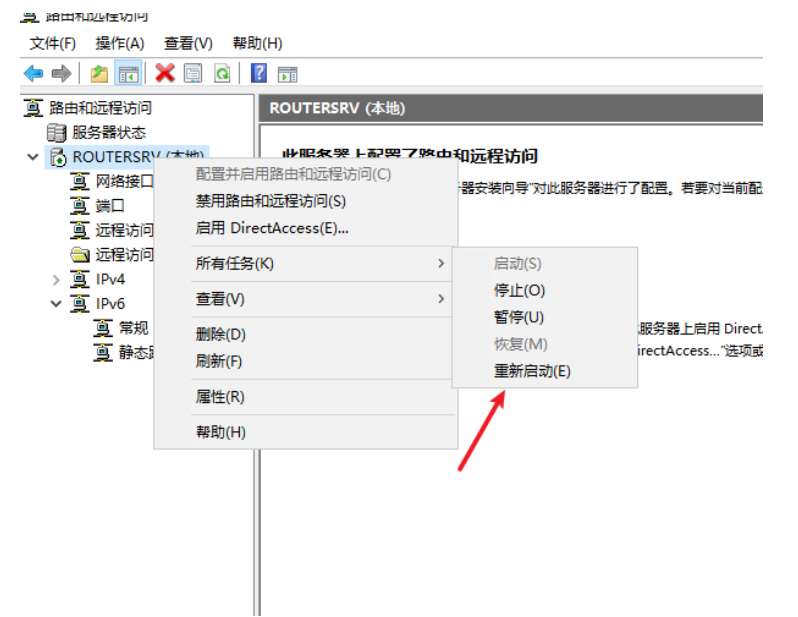 路由和远程访问
文件(F) 操作(A) 查看(V) 帮助(H)
路由和远程访问
服务器状态
ROUTERSRV (本地)
网络接口
端口
远程访问
远程访问
IPv4
IPv6
常规
静态
ROUTERSRV (本地)
此服务器上配置了路由和远程访问
器安装向导"对此服务器进行了配置。若要对当前配
服务器上启用 Direct
irectAccess..."选项或
配置并启用路由和远程访问(C)
禁用路由和远程访问(S)
启用 DirectAccess(E)...
所有任务(K)
查看(V)
删除(D)
刷新(F)
属性(R)
帮助(H)
启动(S)
停止(O)
暂停(U)
恢复(M)
重新启动(E)